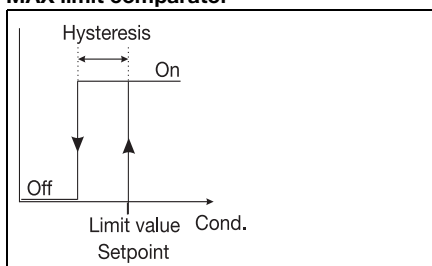 MAX limit comparator
Hysteresis
On
Off
Limit value Cond.
Setpoint